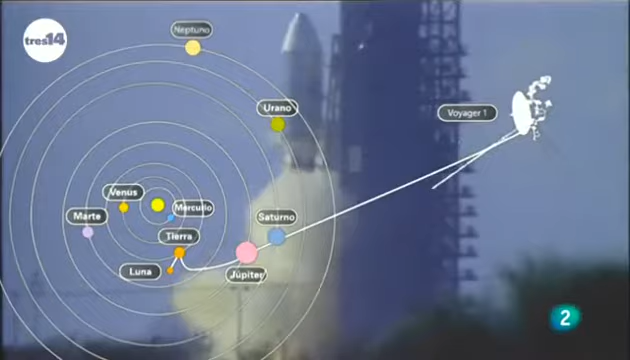 Neptuno
tres14
Urano
Voyager 1
Venus
Mercurio
Marte
Saturno
Tierra
Luna
Júpiter
2